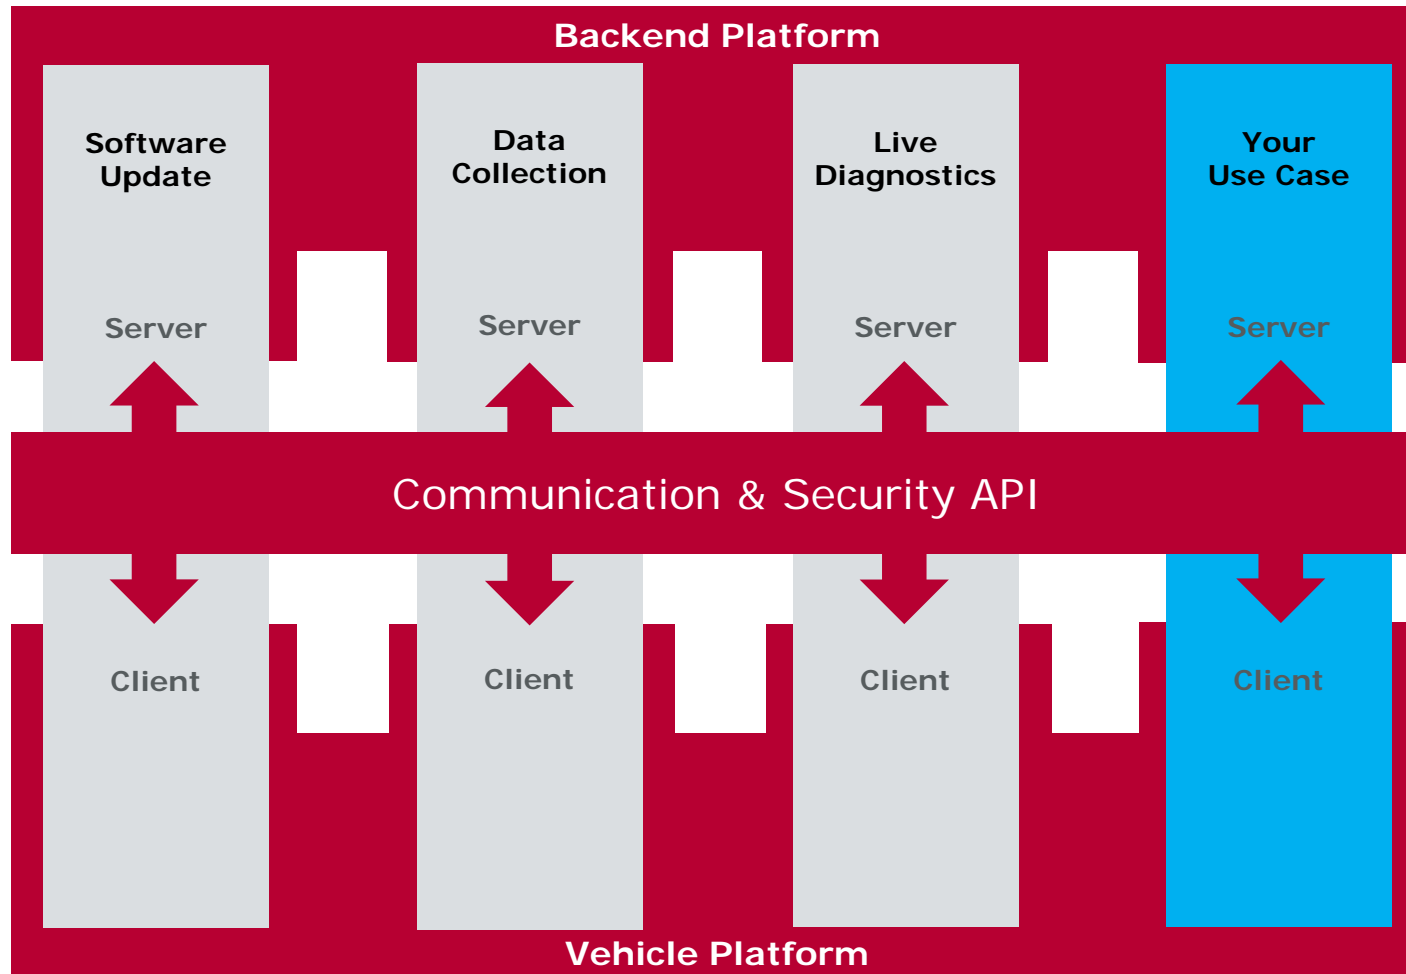 Backend Platform
Software
Update
Data
Collection
Live
Diagnostics
Your
Use Case
Server
Server
Server
Server
Communication & Security API
Client
Client
Client
Client
Vehicle Platform